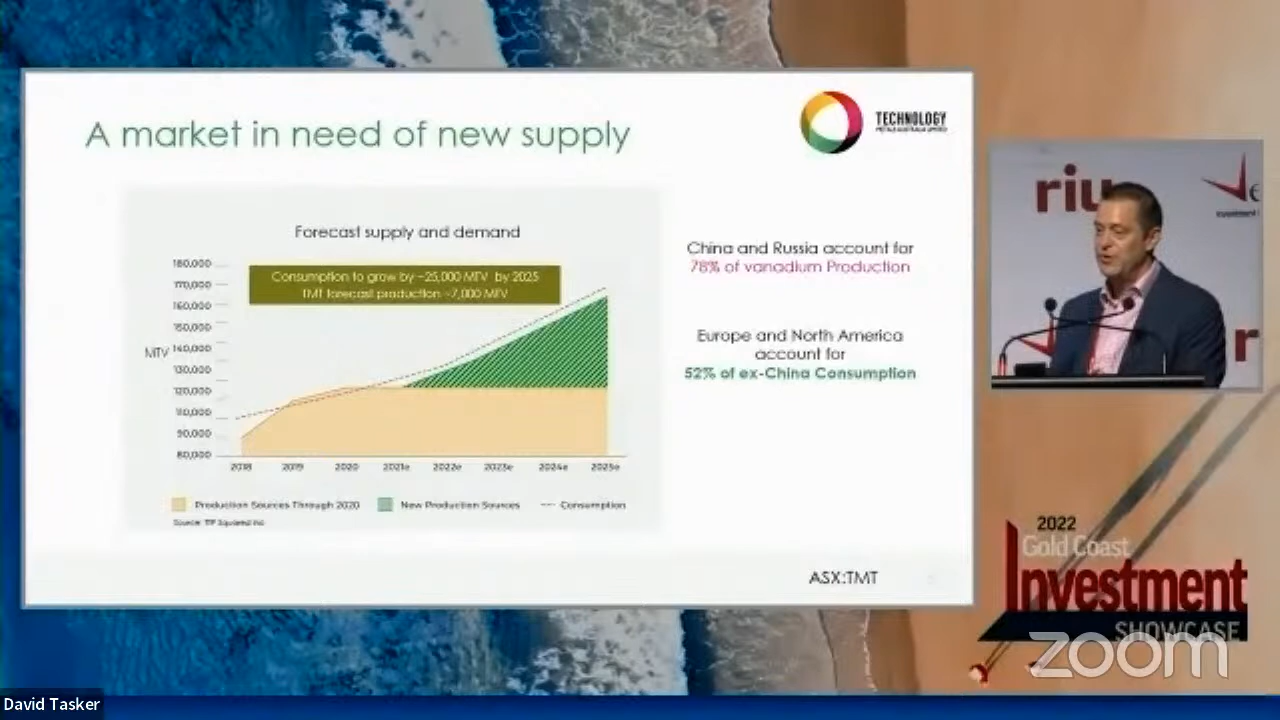 A market in need of new supply
TECHNOLOGY
METALS AUSTRALIA LIMITED
Forecast supply and demand
180,000
170,000
160,000
150,000
140,000
130,000
120,000
110,000
90,000
80,000
MTV
Consumption to grow by ~25,000 MTV by 2025
TMT forecast production ~7,000 MTV
2018
2019
2020
2021e
2022e
2023e
2024e
2025e
Production Sources Through 2020
New Production Sources
Consumption
Source: TTP Squared Inc
China and Russia account for
78% of vanadium Production
Europe and North America
account for
52% of ex-China Consumption
ASX:TMT
riu
2022
Gold Coast
Investment
SHOWCASE
zoom
David Tasker